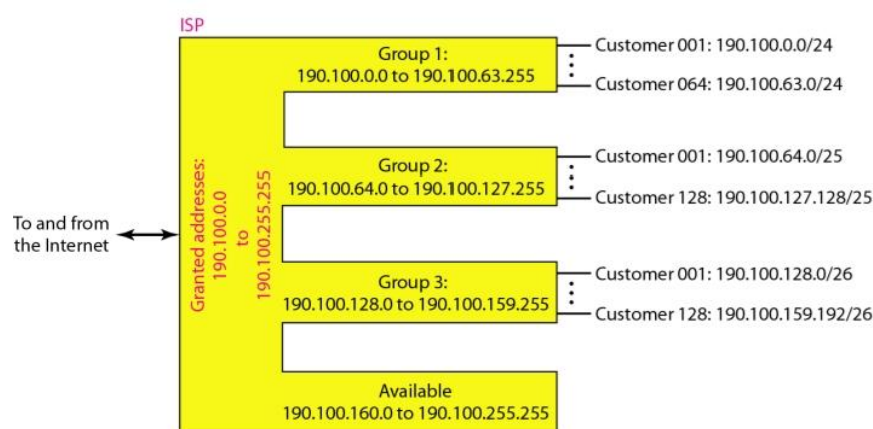 ISP
To and from
the Internet
Granted addresses:
190.100.0.0
to
190.100.255.255
Group 1:
190.100.0.0 to 190.100.63.255
Customer 001: 190.100.0.0/24
Customer 064: 190.100.63.0/24
Group 2:
190.100.64.0 to 190.100.127.255
Customer 001: 190.100.64.0/25
Customer 128: 190.100.127.128/25
Group 3:
190.100.128.0 to 190.100.159.255
Customer 001: 190.100.128.0/26
Customer 128: 190.100.159.192/26
Available
190.100.160.0 to 190.100.255.255